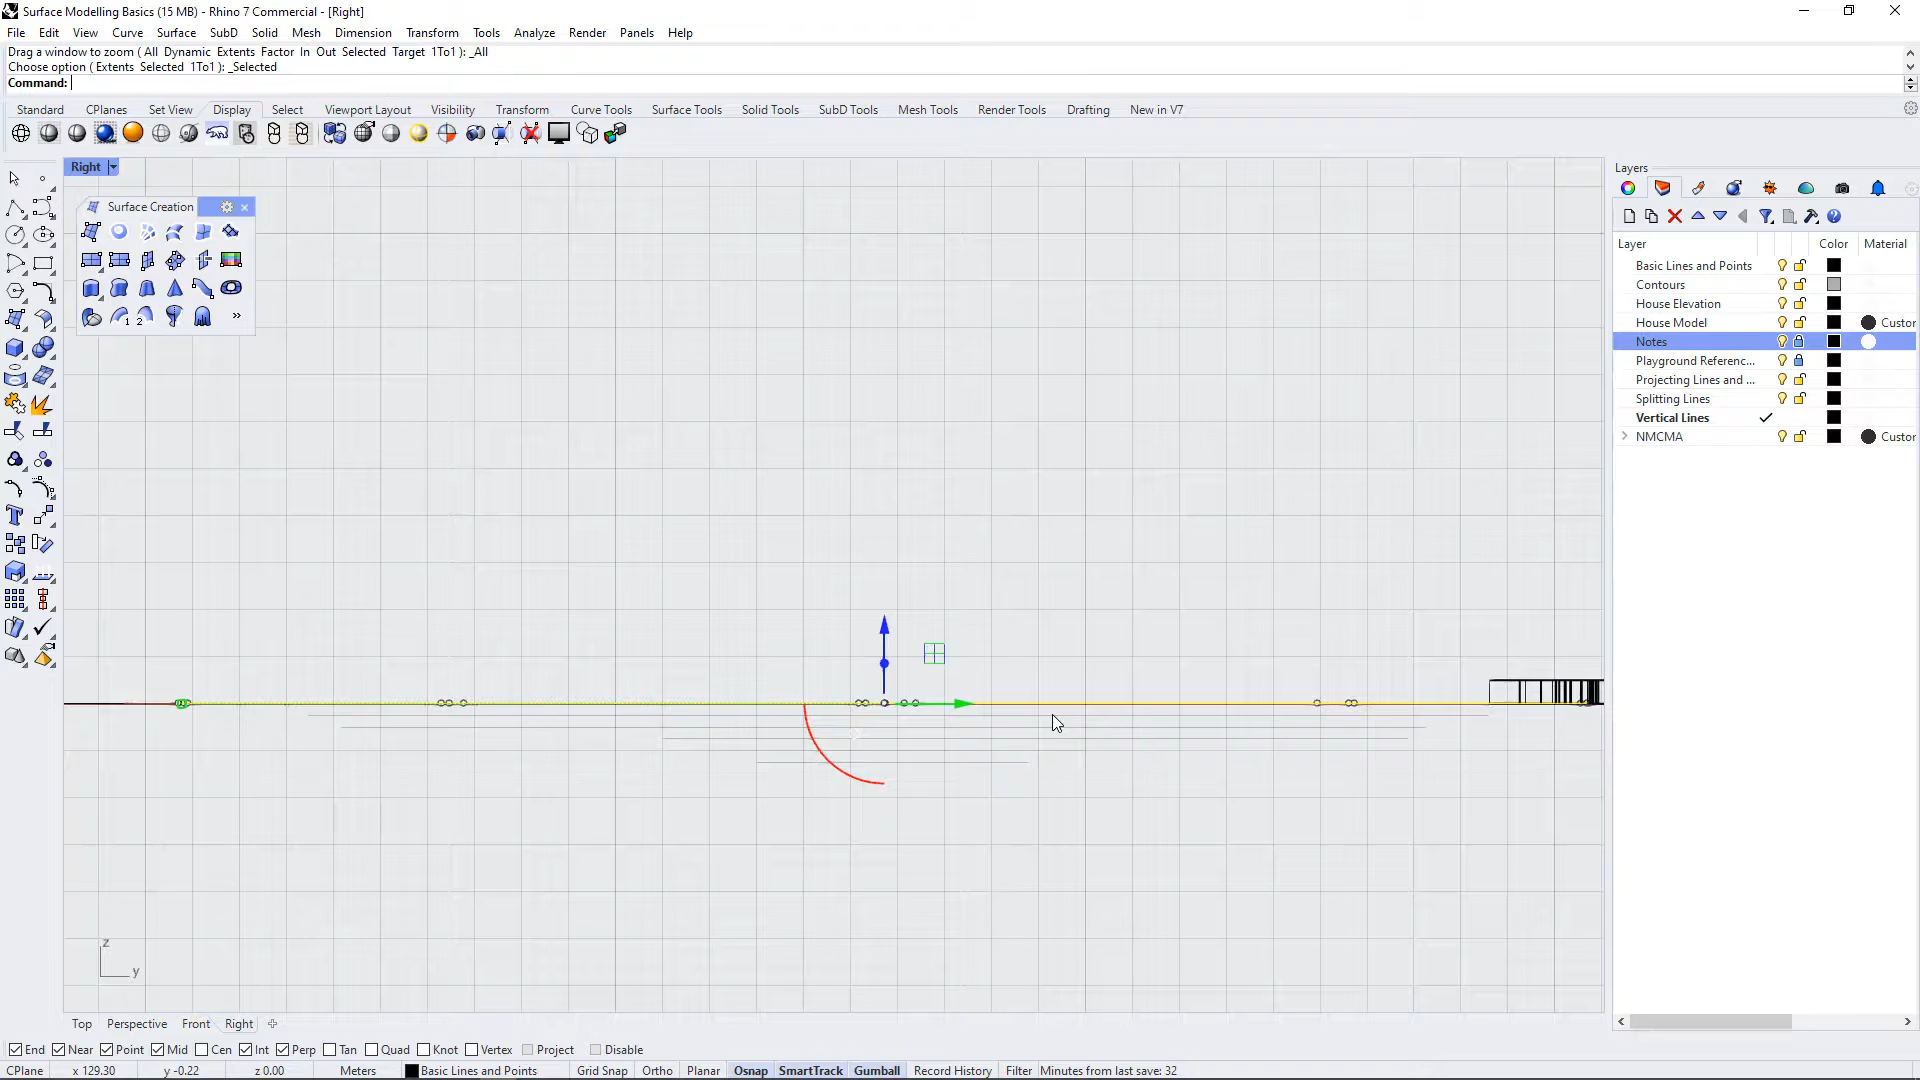 Surface Modelling Basics (15 MB) - Rhino 7 Commercial - [Right]
File Edit View Curve Surface SubD Solid Mesh Dimension Transform Tools Analyze Render Panels Help
Drag a window to zoom ( All Dynamic Extents Factor In Out Selected Target 1To1 ): _All
Choose option ( Extents Selected 1To1 ): _Selected
Command:
Standard CPlanes Set View Display Select Viewport Layout Visibility Transform Curve Tools Surface Tools Solid Tools SubD Tools Mesh Tools Render Tools Drafting New in V7
Right
Layers
Surface Creation
1 2 »
Layer Color Material
Basic Lines and Points
Contours
House Elevation
House Model Custor
Notes
Playground Referenc...
Projecting Lines and ...
Splitting Lines
Vertical Lines
NMCMA Custor
z
y
Top Perspective Front Right
End Near Point Mid Cen Int Perp Tan Quad Knot Vertex Project Disable
CPlane x 129.30 y -0.22 z 0.00 Meters Basic Lines and Points Grid Snap Ortho Planar Osnap SmartTrack Gumball Record History Filter Minutes from last save: 32